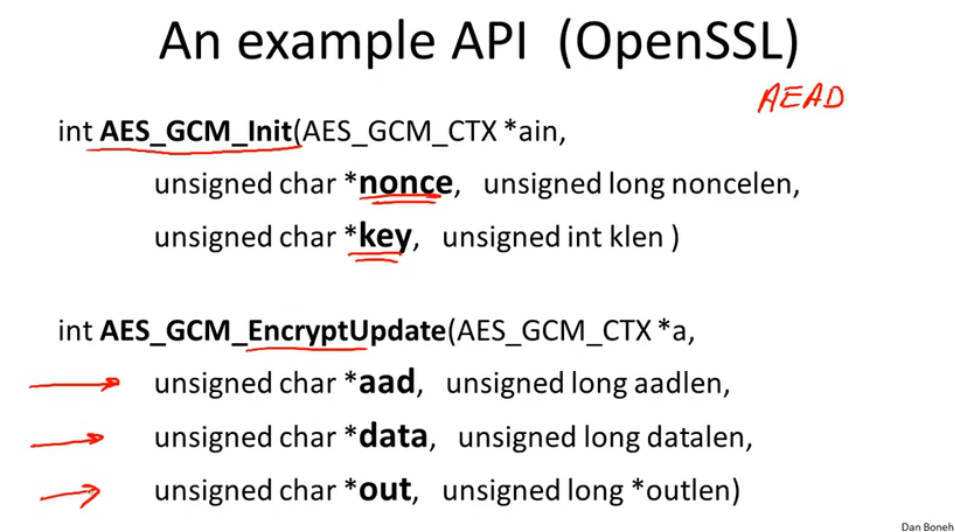 An example API (OpenSSL)
AEAD
int AES_GCM_Init(AES_GCM_CTX *ain,
unsigned char *nonce, unsigned long noncelen,
unsigned char *key, unsigned int klen )
int AES_GCM_EncryptUpdate(AES_GCM_CTX *a,
unsigned char *aad, unsigned long aadlen,
unsigned char *data, unsigned long datalen,
unsigned char *out, unsigned long *outlen)
Dan Boneh